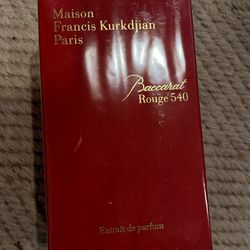 Maison
Francis Kurkdjian
Paris
Baccarat
Rouge 540
Extrait de parfum